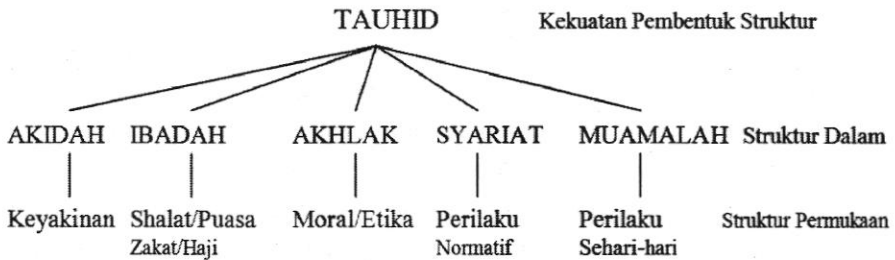 TAUHID Kekuatan Pembentuk Struktur
AKIDAH IBADAH AKHLAK SYARIAT MUAMALAH Struktur Dalam
Keyakinan Shalat/Puasa Moral/Etika Perilaku Perilaku Struktur Permukaan
Zakat/Haji Normatif Sehari-hari